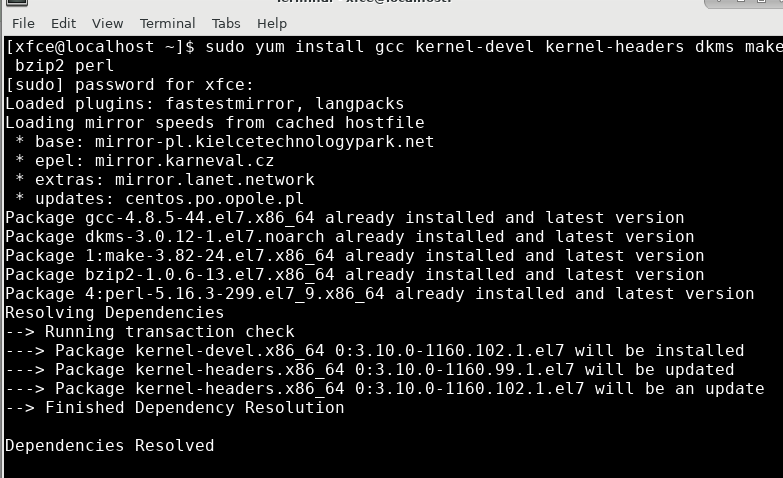 Terminal - xfce@localhost:
File Edit View Terminal Tabs Help
[xfce@localhost ~]$ sudo yum install gcc kernel-devel kernel-headers dkms make
 bzip2 perl
[sudo] password for xfce:
Loaded plugins: fastestmirror, langpacks
Loading mirror speeds from cached hostfile
 * base: mirror-pl.kielcetechnologypark.net
 * epel: mirror.karneval.cz
 * extras: mirror.lanet.network
 * updates: centos.po.opole.pl
Package gcc-4.8.5-44.el7.x86_64 already installed and latest version
Package dkms-3.0.12-1.el7.noarch already installed and latest version
Package 1:make-3.82-24.el7.x86_64 already installed and latest version
Package bzip2-1.0.6-13.el7.x86_64 already installed and latest version
Package 4:perl-5.16.3-299.el7_9.x86_64 already installed and latest version
Resolving Dependencies
--> Running transaction check
---> Package kernel-devel.x86_64 0:3.10.0-1160.102.1.el7 will be installed
---> Package kernel-headers.x86_64 0:3.10.0-1160.99.1.el7 will be updated
---> Package kernel-headers.x86_64 0:3.10.0-1160.102.1.el7 will be an update
--> Finished Dependency Resolution

Dependencies Resolved